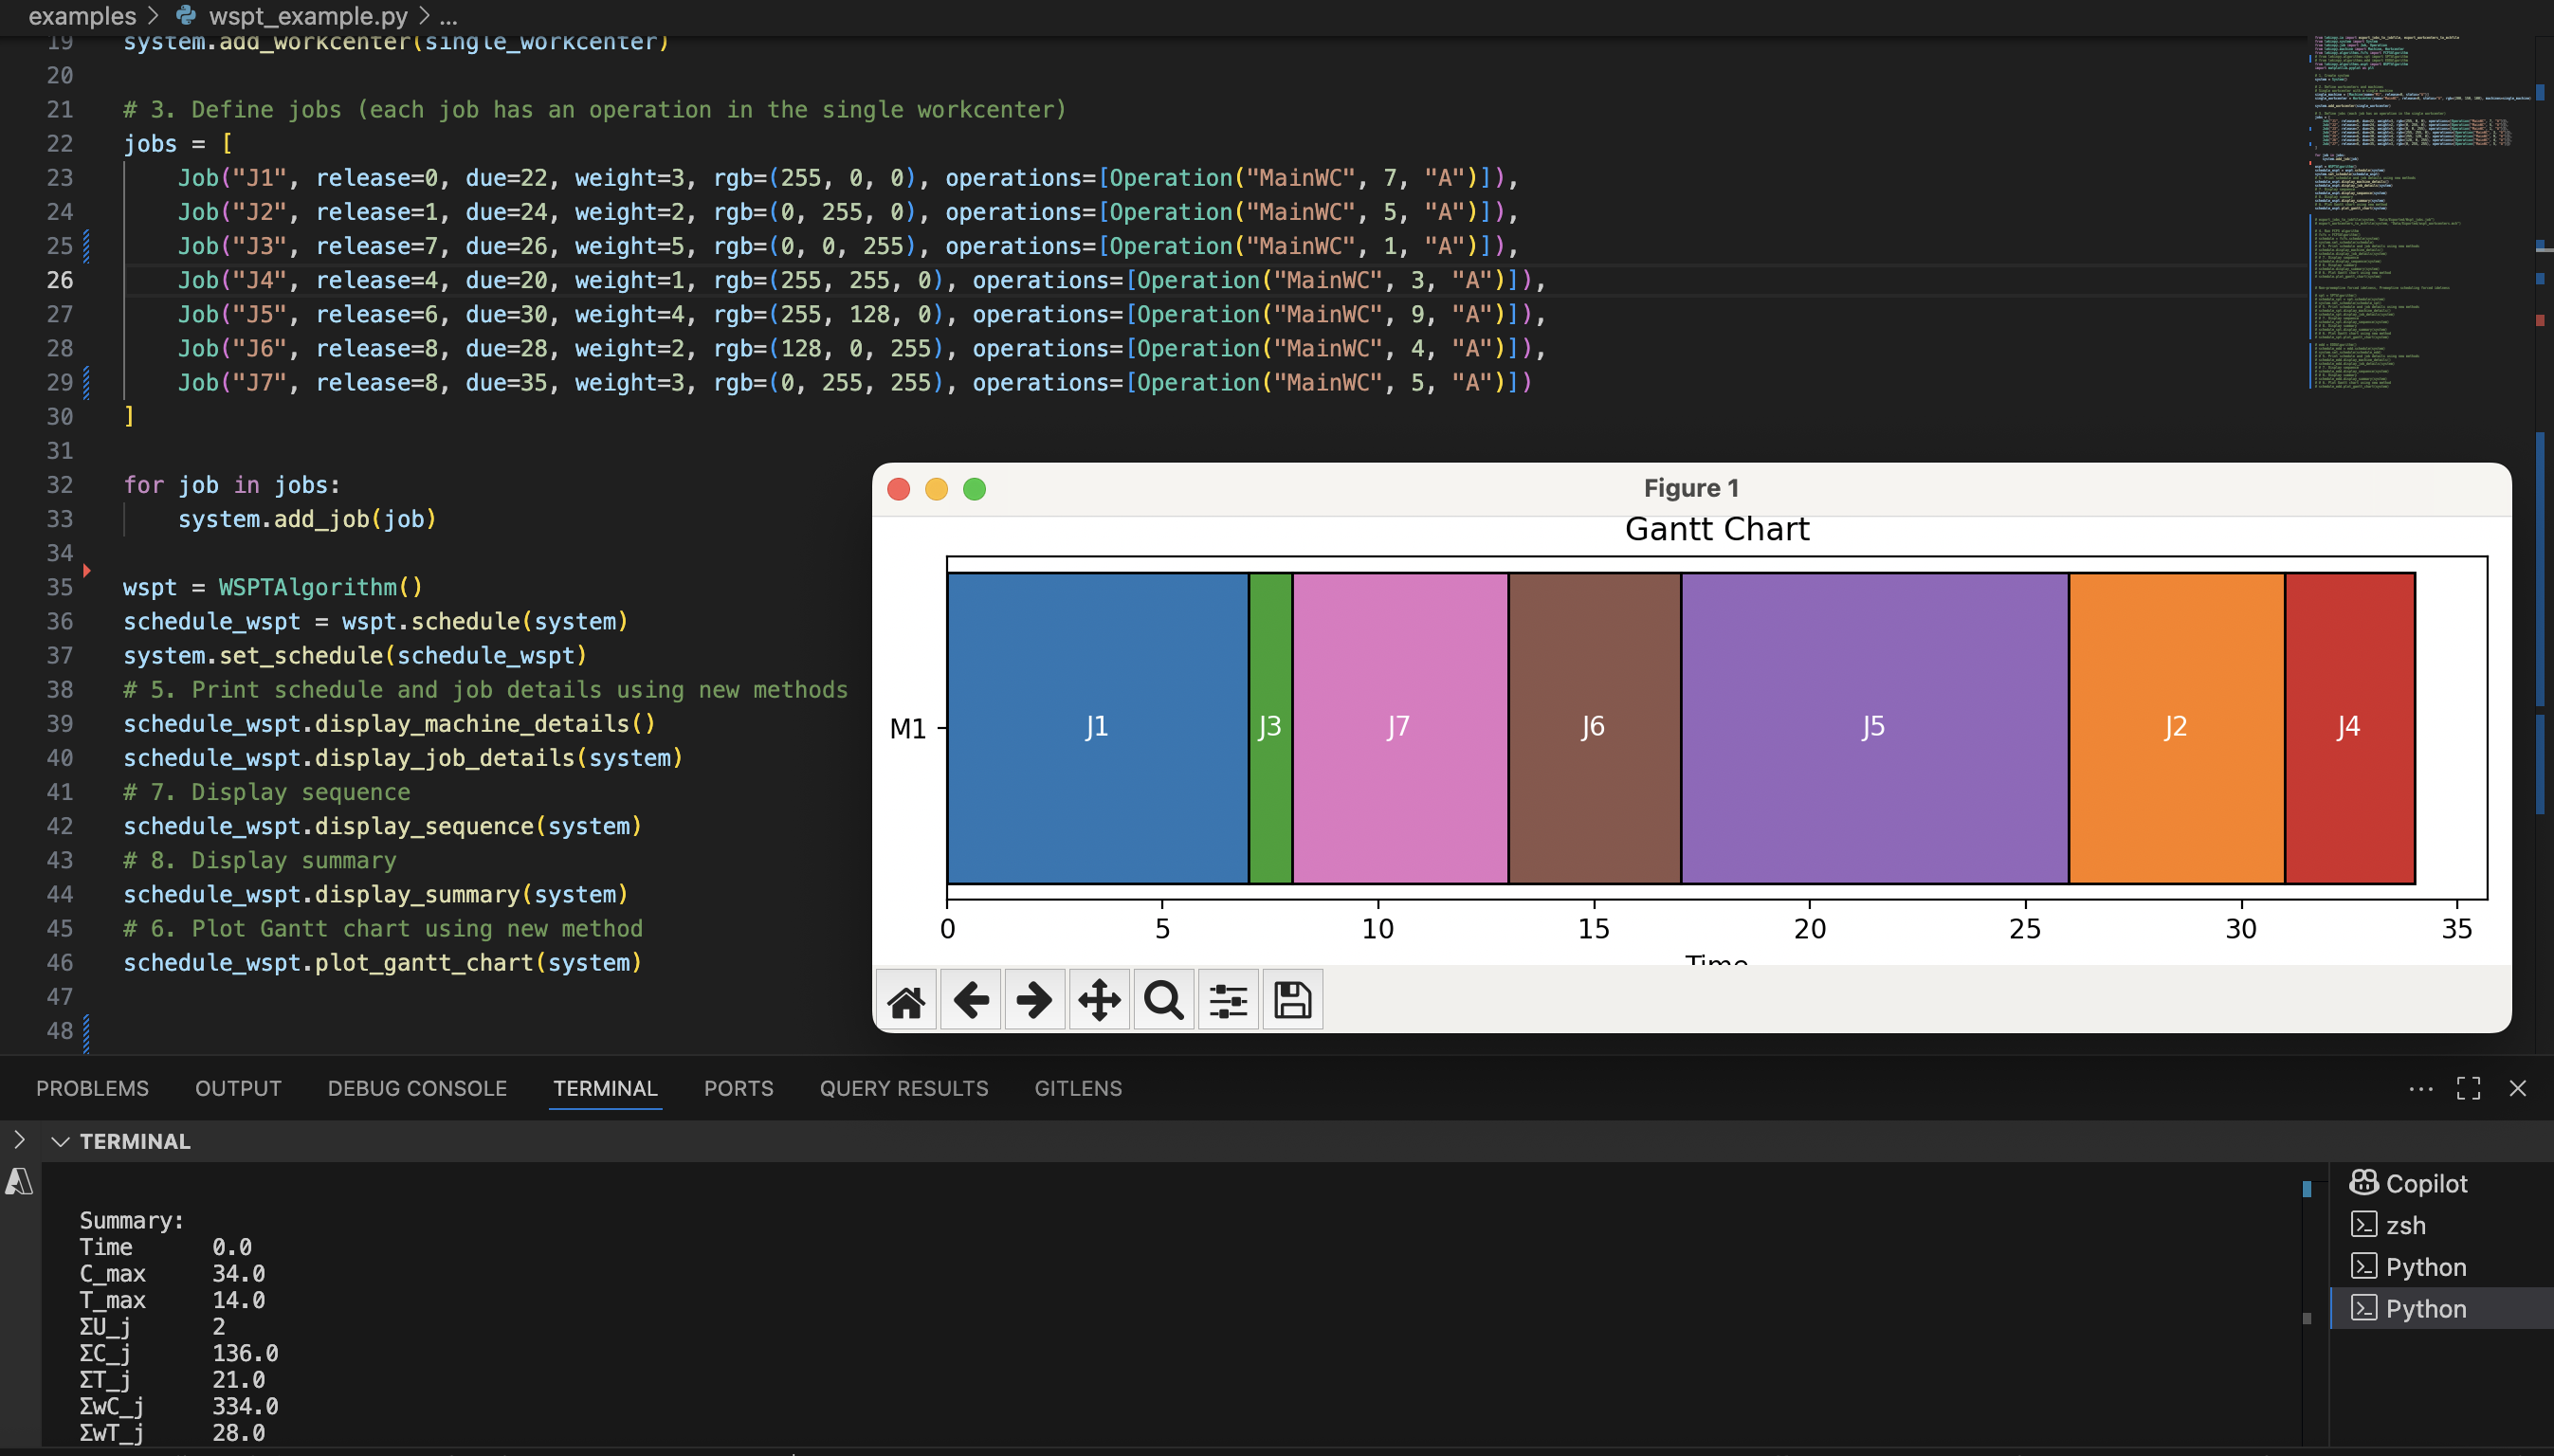 examples > wspt_example.py > ...
19 system.add_workcenter(single_workcenter)
20
21 # 3. Define jobs (each job has an operation in the single workcenter)
22 jobs = [
23 Job("J1", release=0, due=22, weight=3, rgb=(255, 0, 0), operations=[Operation("MainWC", 7, "A")]),
24 Job("J2", release=1, due=24, weight=2, rgb=(0, 255, 0), operations=[Operation("MainWC", 5, "A")]),
25 Job("J3", release=7, due=26, weight=5, rgb=(0, 0, 255), operations=[Operation("MainWC", 1, "A")]),
26 Job("J4", release=4, due=20, weight=1, rgb=(255, 255, 0), operations=[Operation("MainWC", 3, "A")]),
27 Job("J5", release=6, due=30, weight=4, rgb=(255, 128, 0), operations=[Operation("MainWC", 9, "A")]),
28 Job("J6", release=8, due=28, weight=2, rgb=(128, 0, 255), operations=[Operation("MainWC", 4, "A")]),
29 Job("J7", release=8, due=35, weight=3, rgb=(0, 255, 255), operations=[Operation("MainWC", 5, "A")])
30 ]
31
32 for job in jobs:
33 system.add_job(job)
34
35 wspt = WSPTAlgorithm()
36 schedule_wspt = wspt.schedule(system)
37 system.set_schedule(schedule_wspt)
38 # 5. Print schedule and job details using new methods
39 schedule_wspt.display_machine_details()
40 schedule_wspt.display_job_details(system)
41 # 7. Display sequence
42 schedule_wspt.display_sequence(system)
43 # 8. Display summary
44 schedule_wspt.display_summary(system)
45 # 6. Plot Gantt chart using new method
46 schedule_wspt.plot_gantt_chart(system)
47
48
Figure 1
Gantt Chart
M1 J1 J3 J7 J6 J5 J2 J4
0 5 10 15 20 25 30 35
Time
PROBLEMS OUTPUT DEBUG CONSOLE TERMINAL PORTS QUERY RESULTS GITLENS
TERMINAL
Summary:
Time 0.0
C_max 34.0
T_max 14.0
ΣU_j 2
ΣC_j 136.0
ΣT_j 21.0
ΣwC_j 334.0
ΣwT_j 28.0
Copilot
zsh
Python
Python